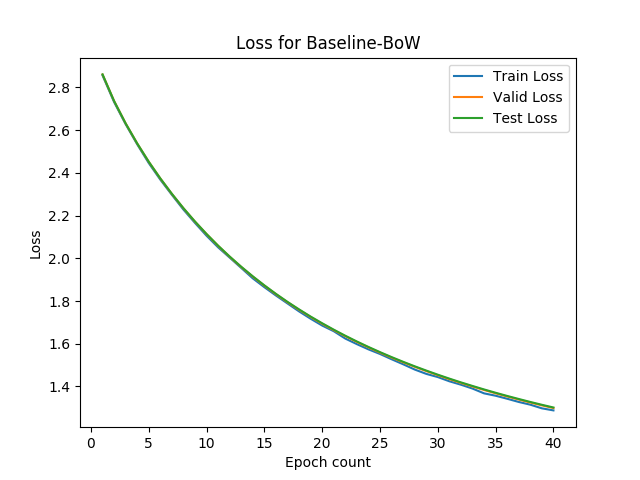 Loss for Baseline-BoW
Train Loss
Valid Loss
Test Loss
Loss
2.8
2.6
2.4
2.2
2.0
1.8
1.6
1.4
0 5 10 15 20 25 30 35 40
Epoch count